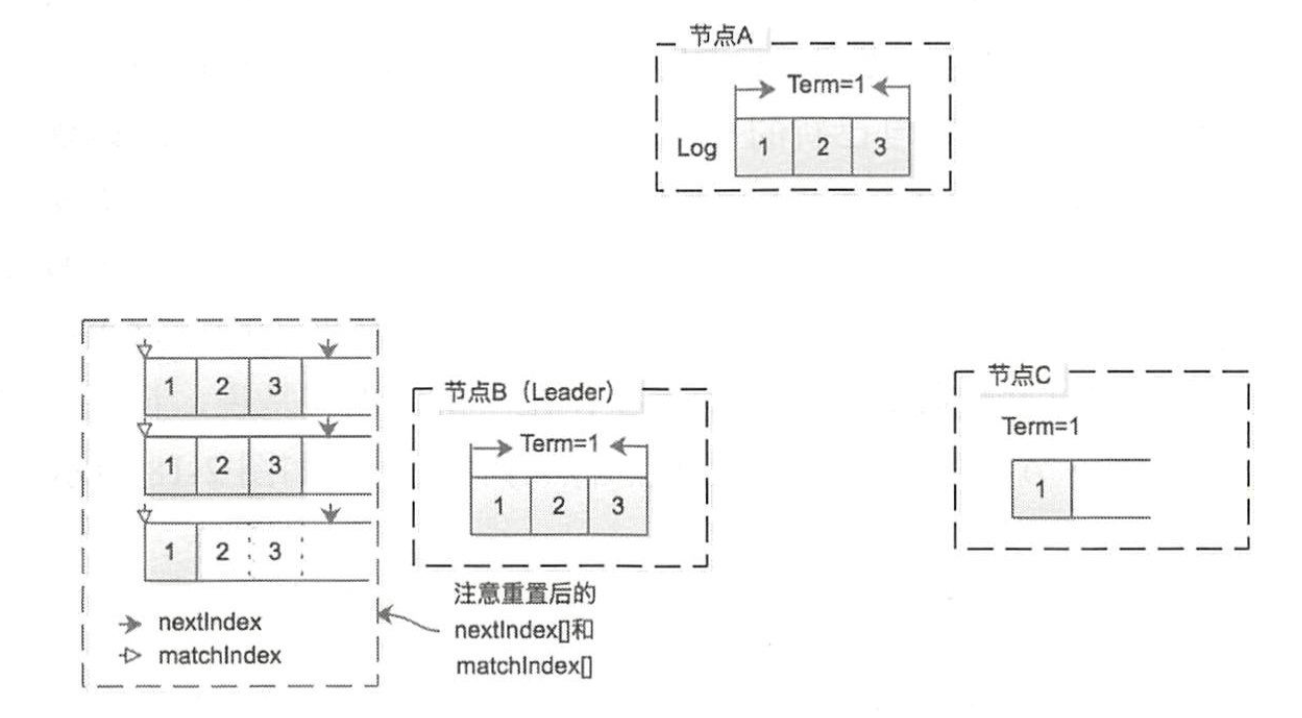 节点A
Term=1
Log 1 2 3
1 2 3
1 2 3
1 2 3
nextIndex
matchIndex
节点B（Leader）
Term=1
1 2 3
注意重置后的
nextIndex[]和
matchIndex[]
节点C
Term=1
1